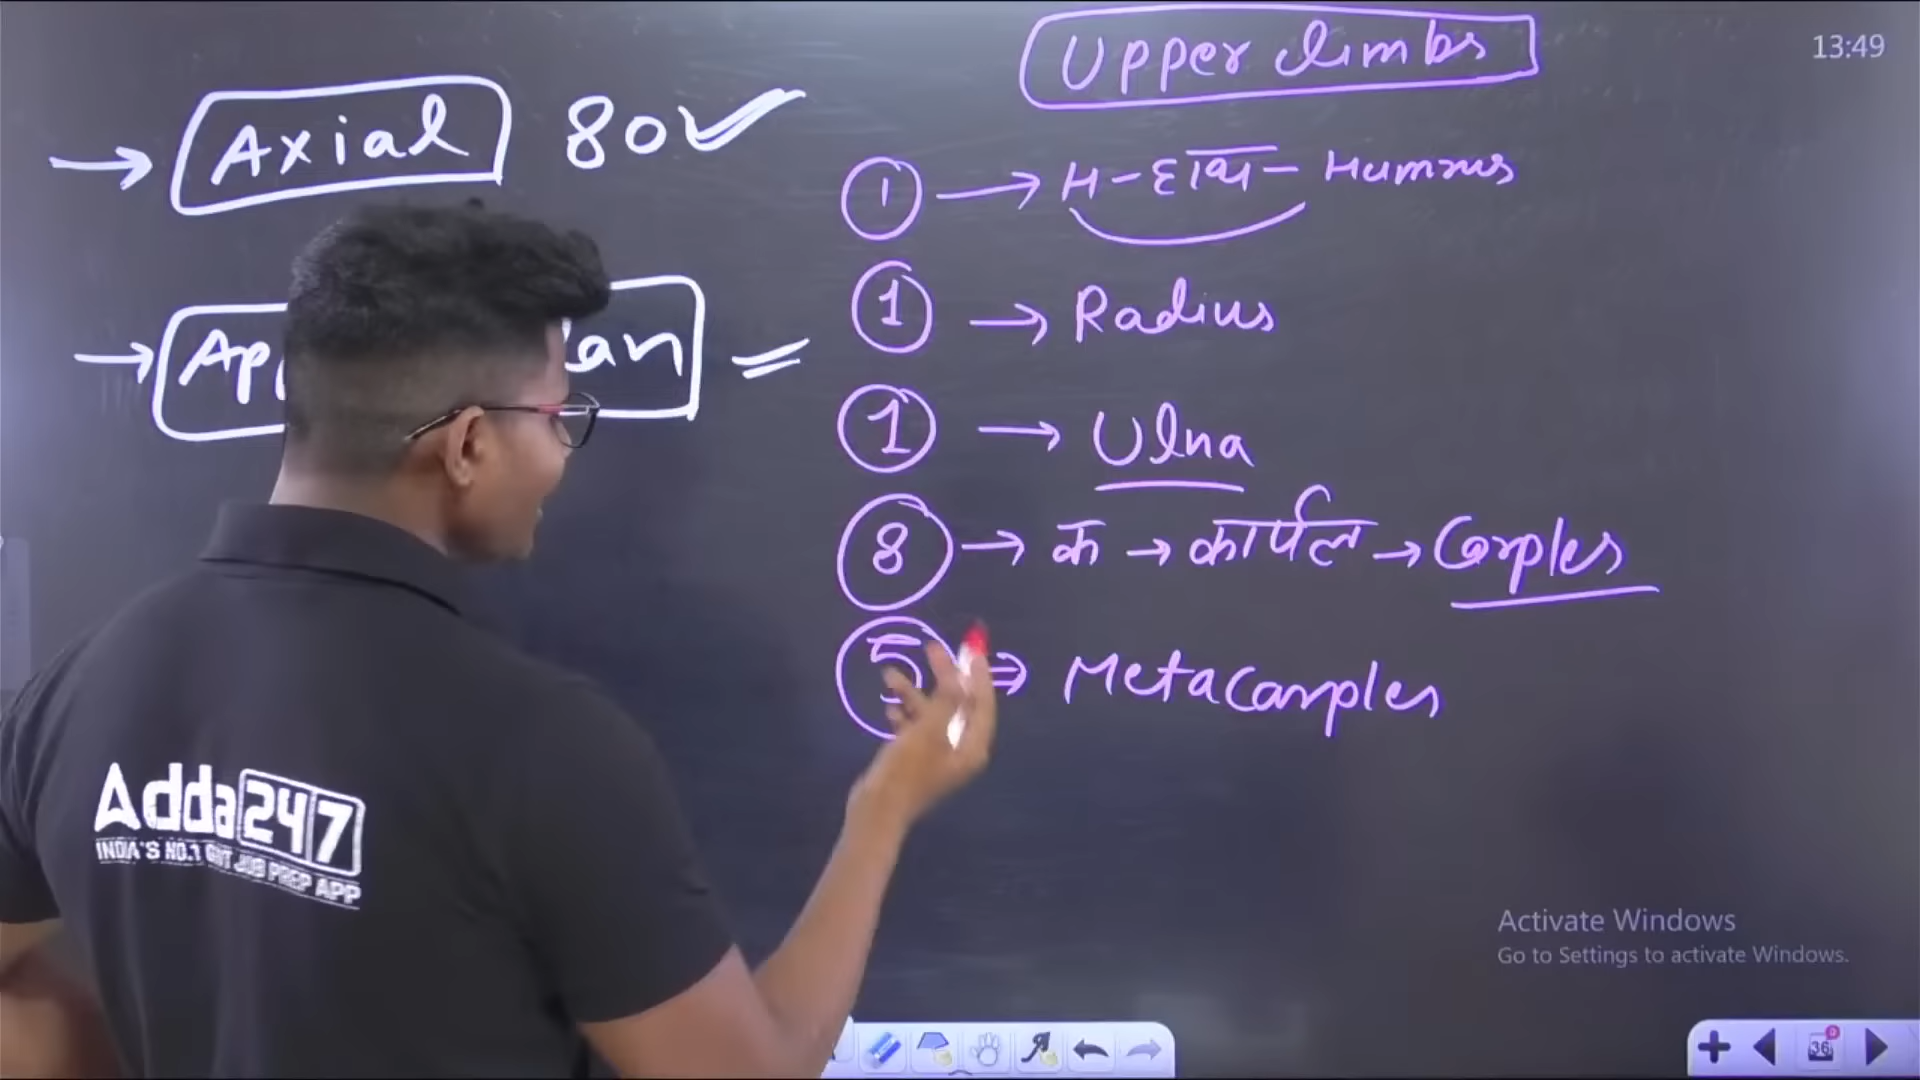 Upper limbs
13:49
→ Axial 80 ✓
① → H - हाथ - Humrus
① → Radius
=
① → Ulna
⑧ → क → कार्पल → Carples
⑤ ⇒ Metacarples
Adda247
INDIA'S NO.1 GOVT JOB PREP APP
Activate Windows
Go to Settings to activate Windows.
36